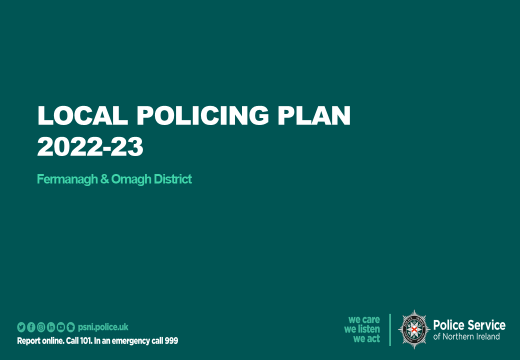 LOCAL POLICING PLAN
2022-23
Fermanagh & Omagh District
psni.police.uk
Report online. Call 101. In an emergency call 999
we care
we listen
we act
Police Service
of Northern Ireland